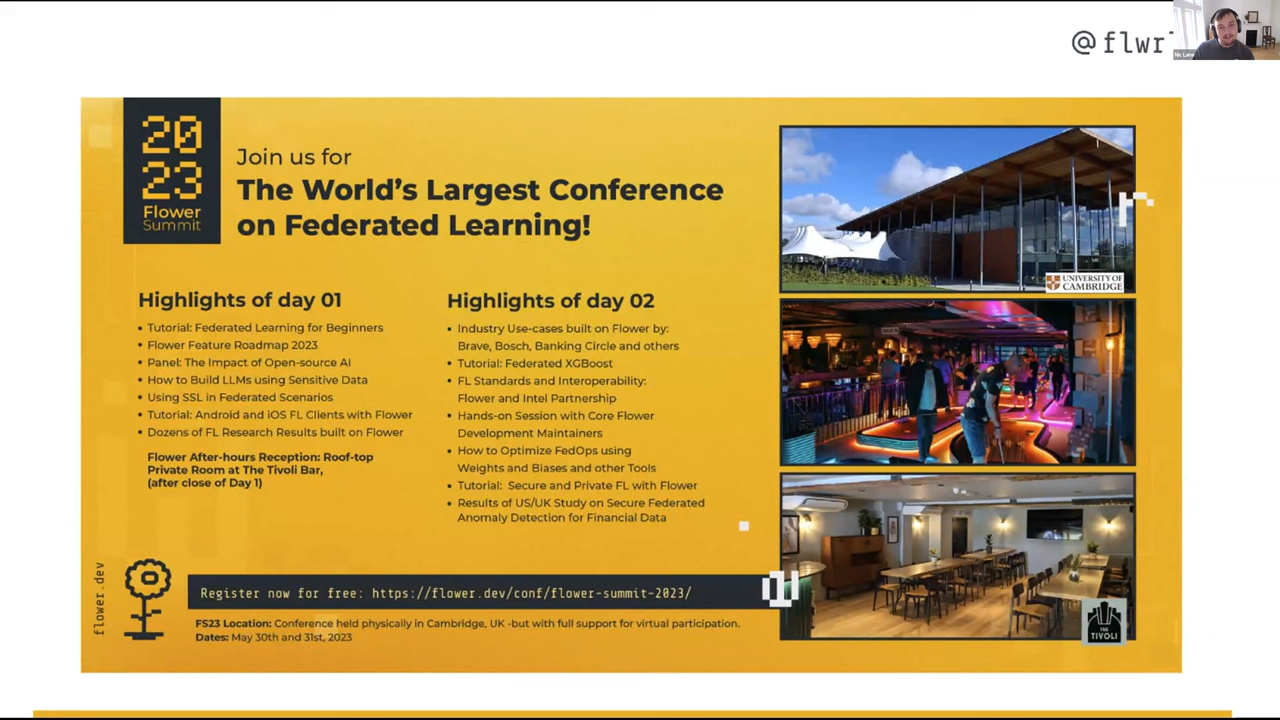 @flwr
Nic Lane
20
23
Flower
Summit
Join us for
The World's Largest Conference
on Federated Learning!
Highlights of day 01
• Tutorial: Federated Learning for Beginners
• Flower Feature Roadmap 2023
• Panel: The Impact of Open-source AI
• How to Build LLMs using Sensitive Data
• Using SSL in Federated Scenarios
• Tutorial: Android and iOS FL Clients with Flower
• Dozens of FL Research Results built on Flower
Flower After-hours Reception: Roof-top
Private Room at The Tivoli Bar,
(after close of Day 1)
Highlights of day 02
• Industry Use-cases built on Flower by:
Brave, Bosch, Banking Circle and others
• Tutorial: Federated XGBoost
• FL Standards and Interoperability:
Flower and Intel Partnership
• Hands-on Session with Core Flower
Development Maintainers
• How to Optimize FedOps using
Weights and Biases and other Tools
• Tutorial: Secure and Private FL with Flower
• Results of US/UK Study on Secure Federated
Anomaly Detection for Financial Data
UNIVERSITY OF
CAMBRIDGE
THE
TIVOLI
flower.dev
Register now for free: https://flower.dev/conf/flower-summit-2023/
FS23 Location: Conference held physically in Cambridge, UK -but with full support for virtual participation.
Dates: May 30th and 31st, 2023